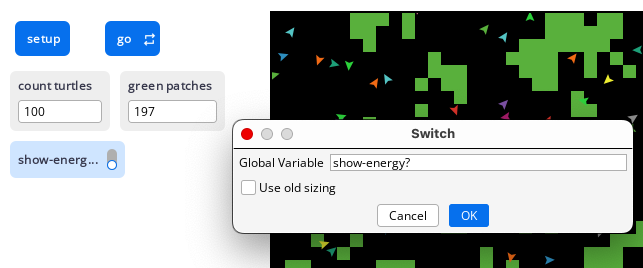 setup
go
count turtles
100
green patches
197
show-energ...
Switch
Global Variable
show-energy?
Use old sizing
Cancel
OK